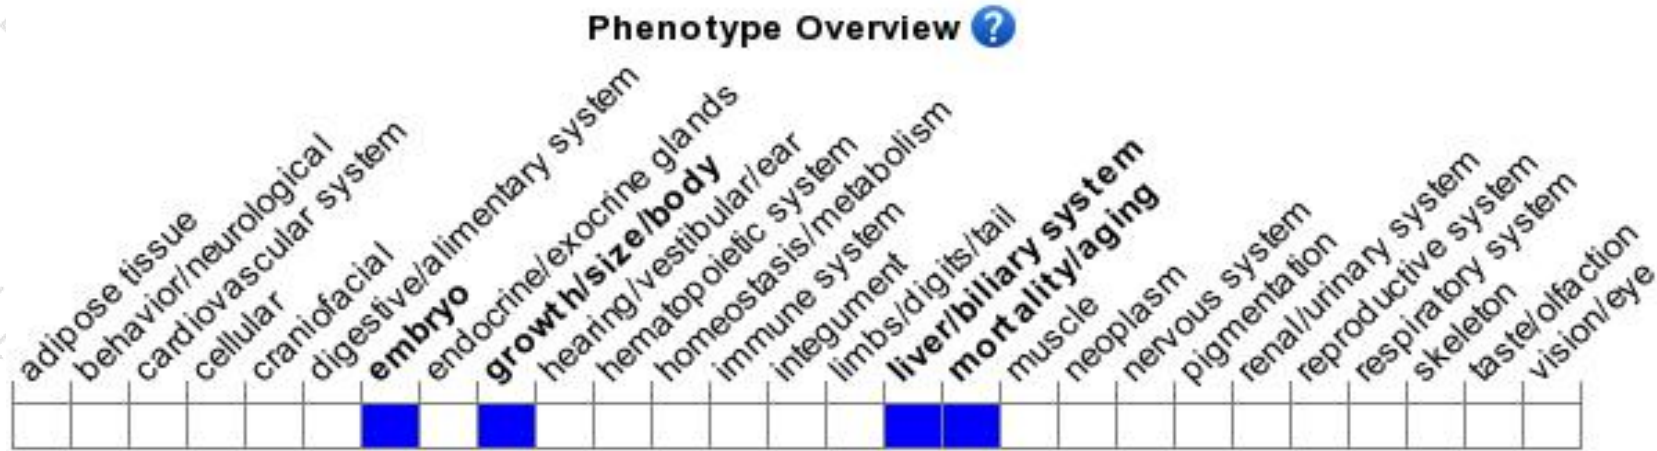 Phenotype Overview ?
adipose tissue
behavior/neurological
cardiovascular system
cellular
craniofacial
digestive/alimentary system
embryo
endocrine/exocrine glands
growth/size/body
hearing/vestibular/ear
hematopoietic system
homeostasis/metabolism
immune system
integument
limbs/digits/tail
liver/biliary system
mortality/aging
muscle
neoplasm
nervous system
pigmentation
renal/urinary system
reproductive system
respiratory system
skeleton
taste/olfaction
vision/eye